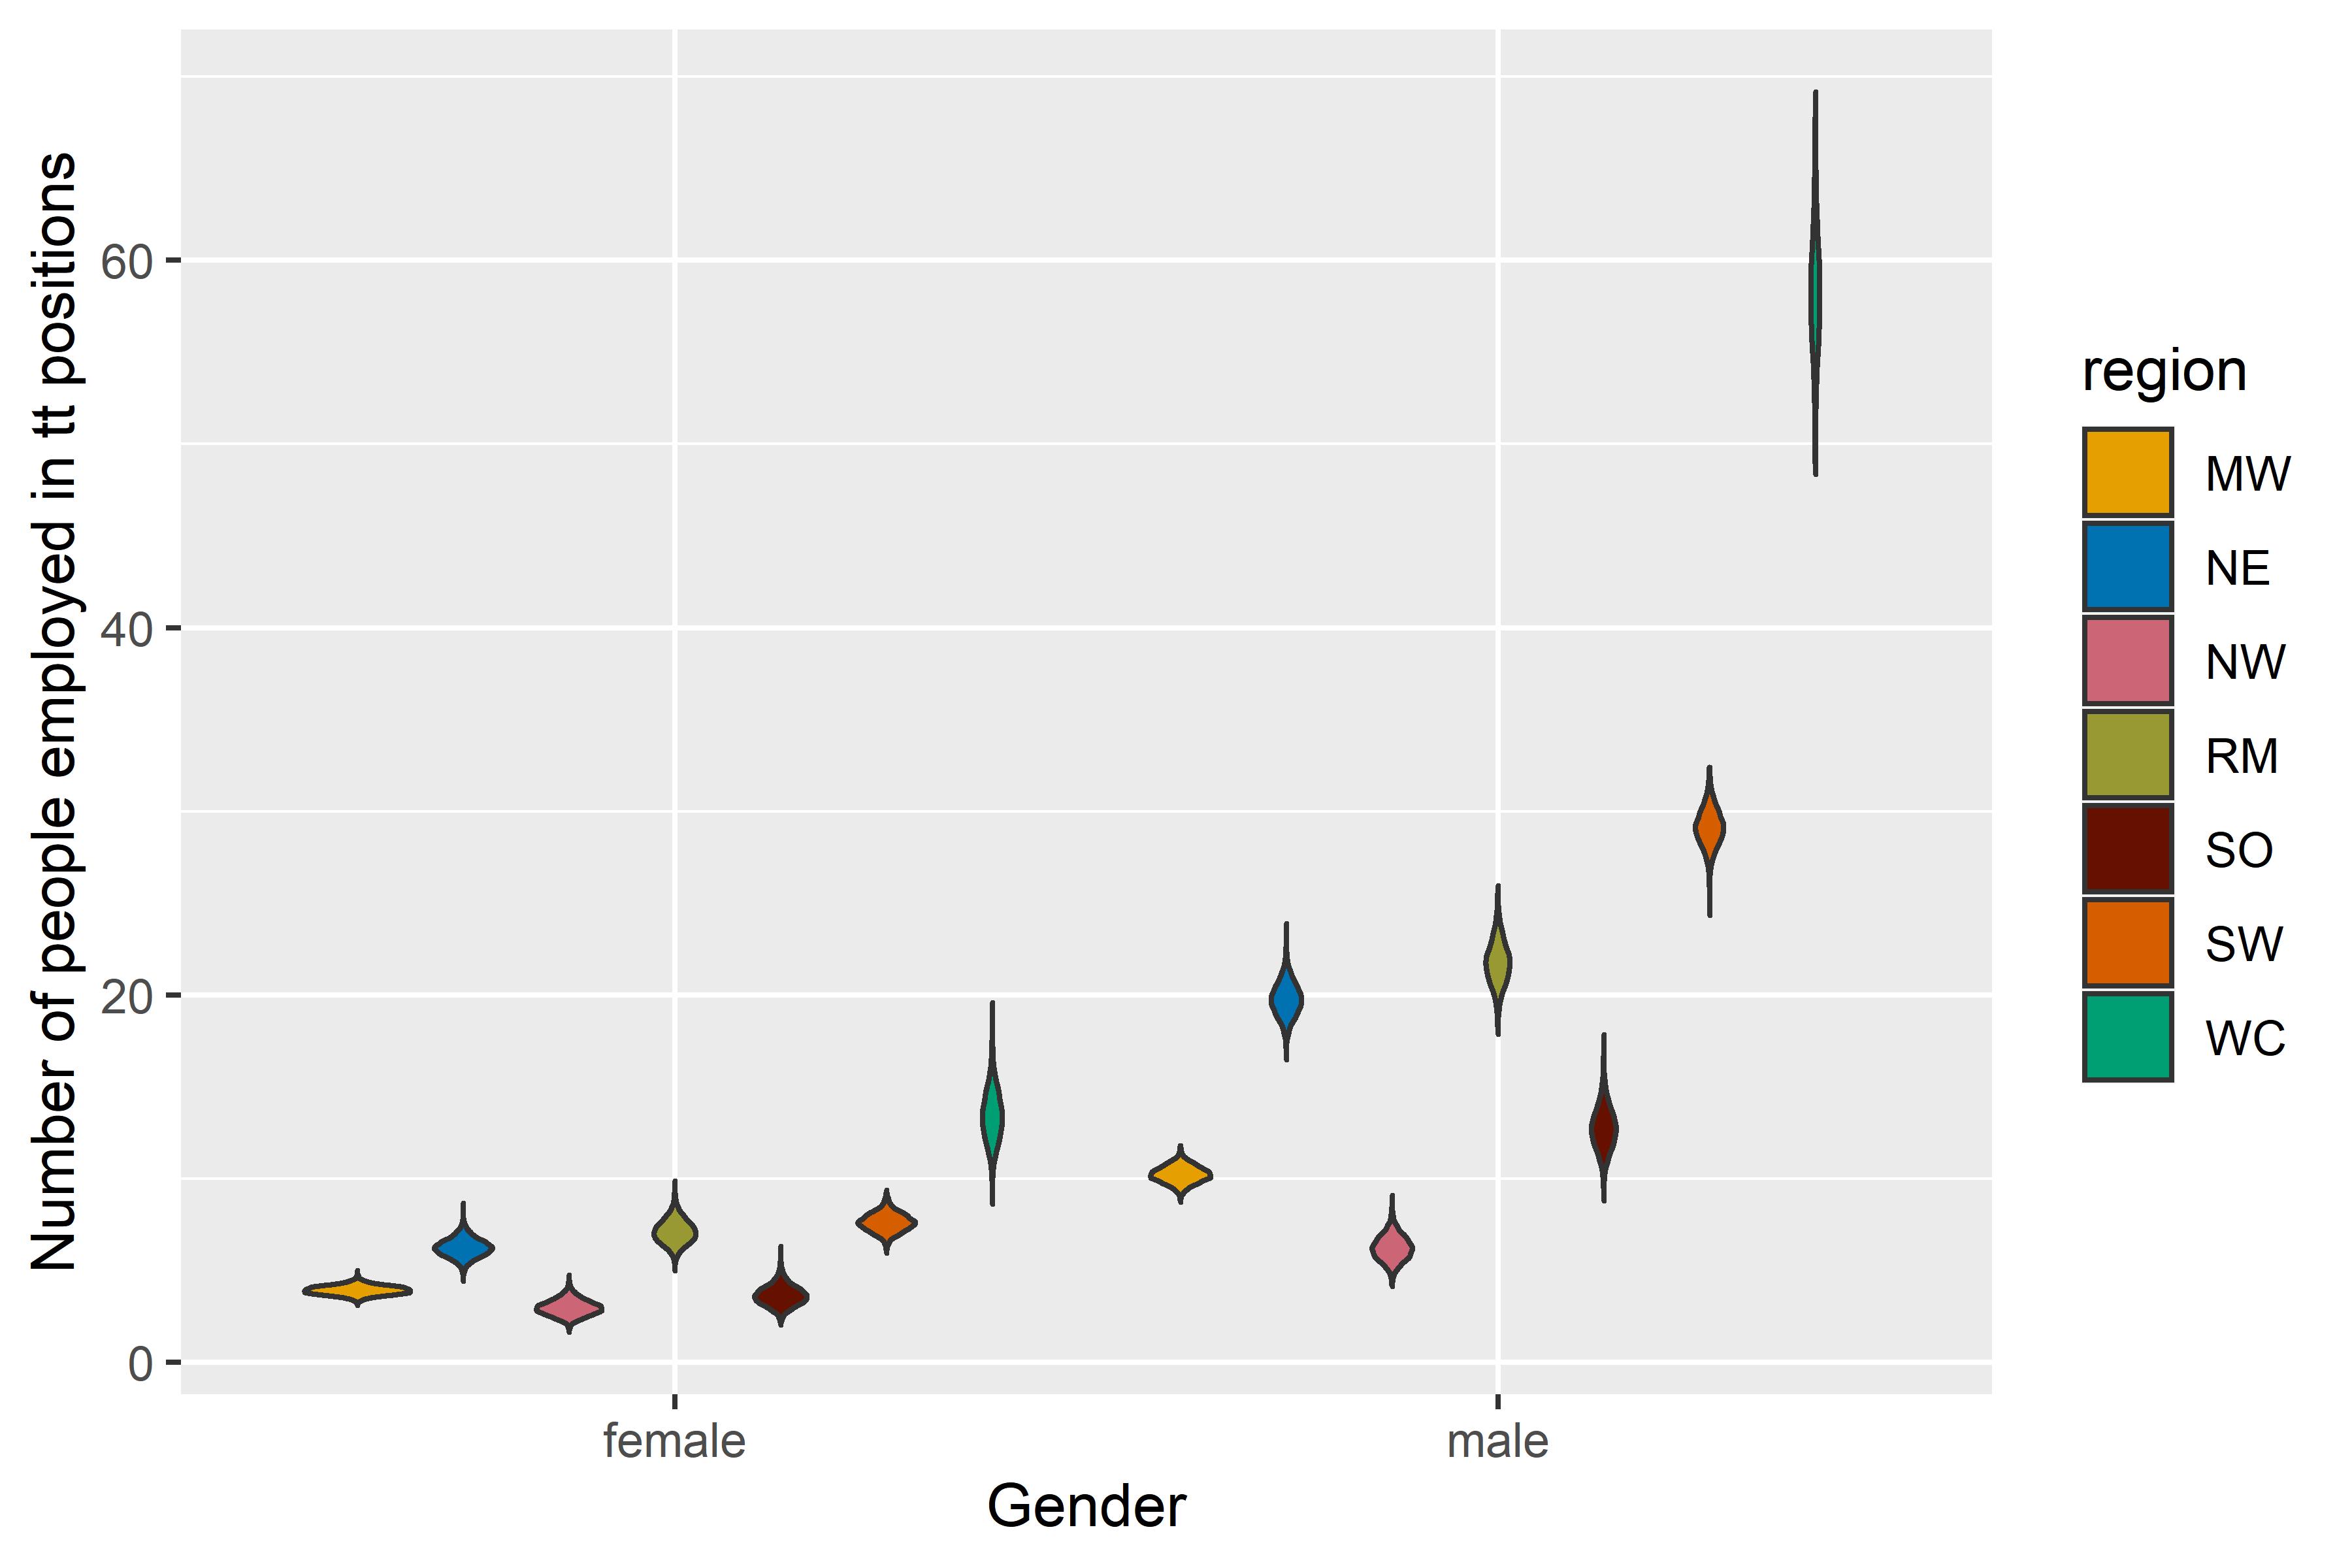 Number of people employed in tt positions
60
40
20
0
female
male
Gender
region
MW
NE
NW
RM
SO
SW
WC